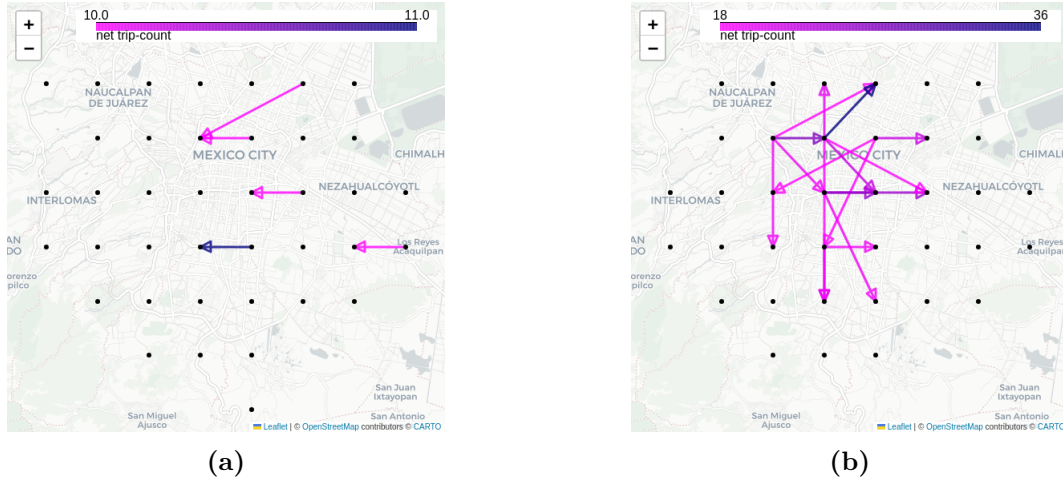 10.0 11.0
net trip-count
+
−
NAUCALPAN
DE JUÁREZ
MEXICO CITY
CHIMALH
NEZAHUALCÓYOTL
INTERLOMAS
AN
DO
Los Reyes
Acaquilpan
orenzo
pilco
San Juan
Ixtayopan
San Miguel
Ajusco
San Antonio
Leaflet | © OpenStreetMap contributors © CARTO
(a)
18 36
net trip-count
+
−
NAUCALPAN
DE JUÁREZ
MEXICO CITY
CHIMALH
NEZAHUALCÓYOTL
INTERLOMAS
AN
DO
Los Reyes
Acaquilpan
orenzo
pilco
San Juan
Ixtayopan
San Miguel
Ajusco
San Antonio
Leaflet | © OpenStreetMap contributors © CARTO
(b)